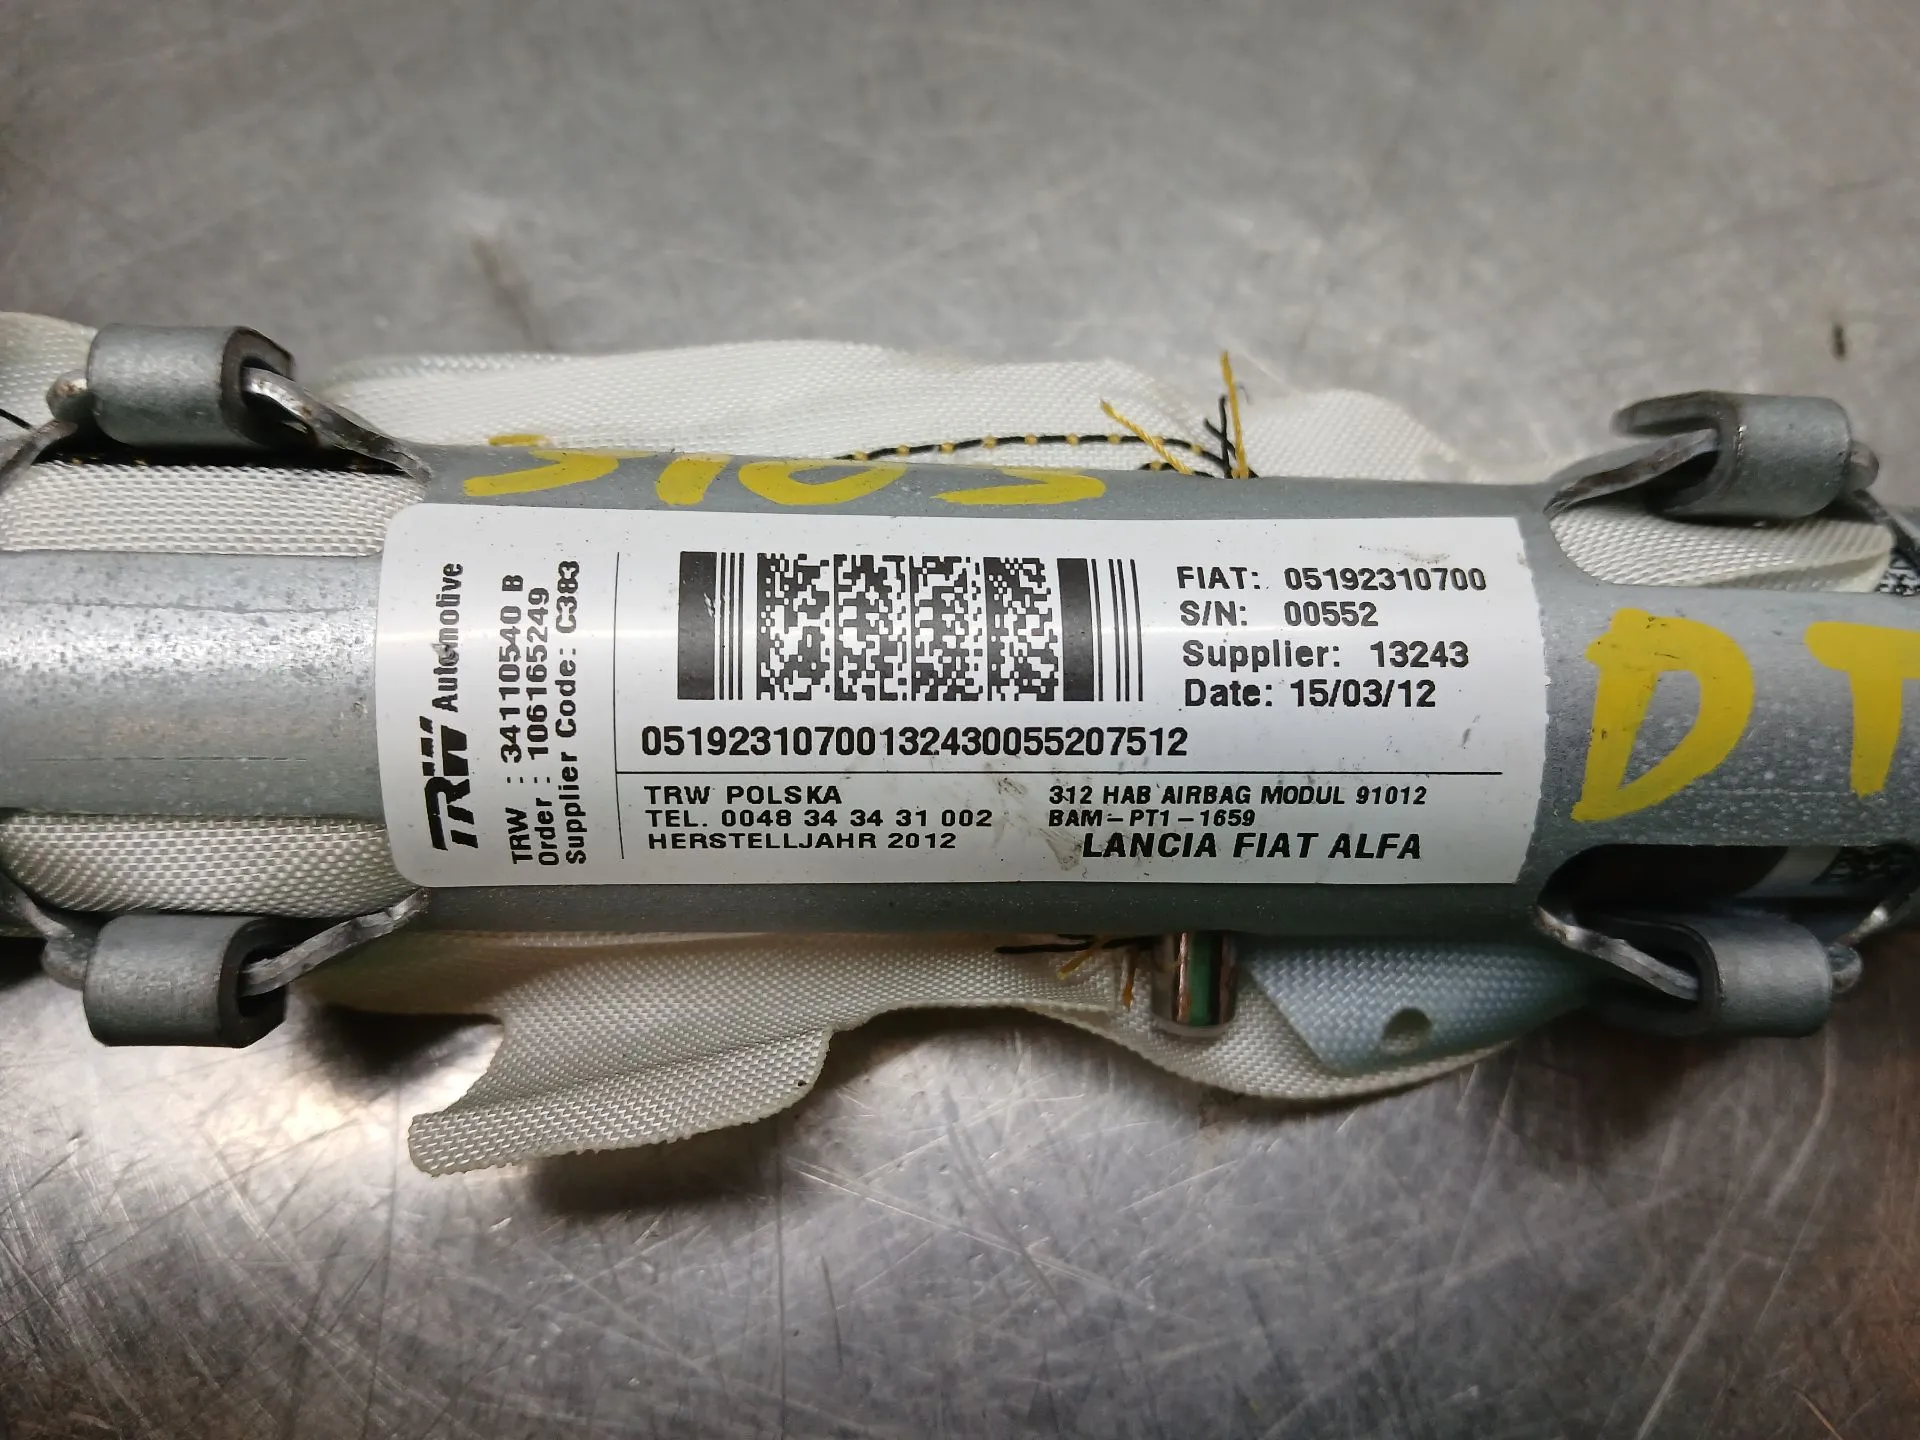 TRW Automotive
TRW : 34110540 B
Order : 106165249
Supplier Code: C383
FIAT: 05192310700
S/N: 00552
Supplier: 13243
Date: 15/03/12
05192310700132430055207512
TRW POLSKA
TEL. 0048 34 34 31 002
HERSTELLJAHR 2012
312 HAB AIRBAG MODUL 91012
BAM-PT1-1659
LANCIA FIAT ALFA
DT